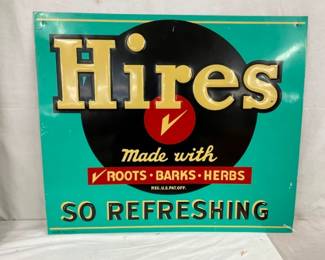 Hires
Made with
ROOTS · BARKS · HERBS
REG. U.S. PAT. OFF.
SO REFRESHING